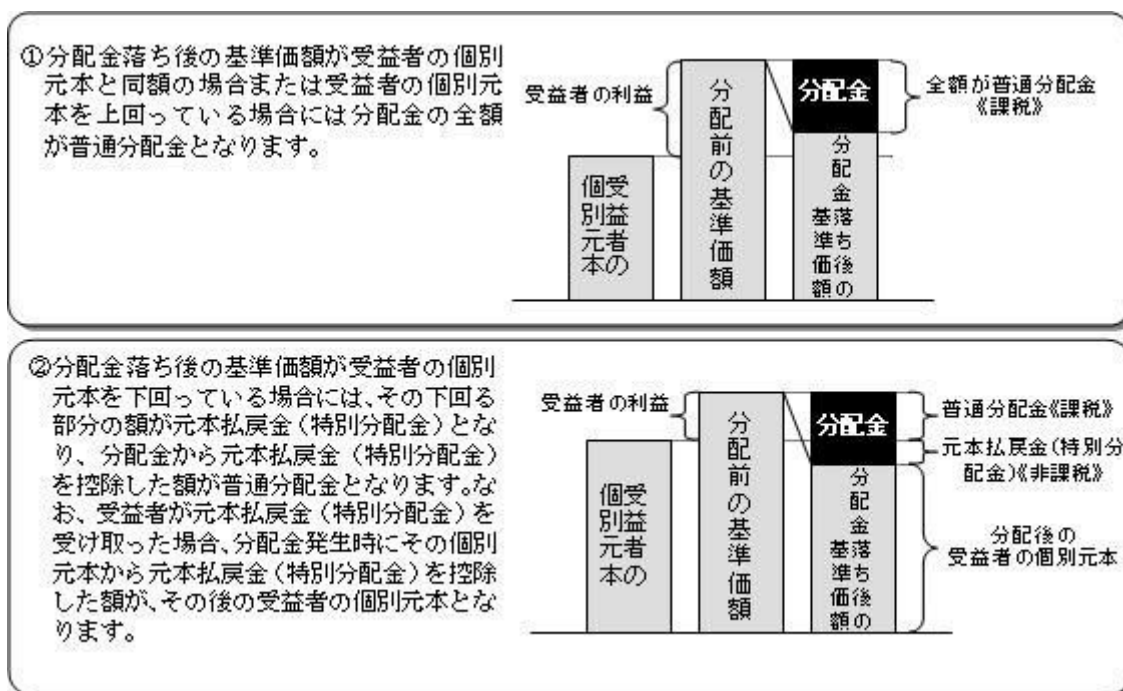 ①分配金落ち後の基準価額が受益者の個別
元本と同額の場合または受益者の個別元
本を上回っている場合には分配金の全額
が普通分配金となります。
受益者の利益
受益者の
個別元本
分配前の基準価額
分配金
分配金落ち後の
基準価額
全額が普通分配金
《課税》
②分配金落ち後の基準価額が受益者の個別
元本を下回っている場合には、その下回る
部分の額が元本払戻金(特別分配金)とな
り、分配金から元本払戻金(特別分配金)
を控除した額が普通分配金となります。な
お、受益者が元本払戻金(特別分配金)を
受け取った場合、分配金発生時にその個別
元本から元本払戻金(特別分配金)を控除
した額が、その後の受益者の個別元本とな
ります。
受益者の利益
受益者の
個別元本
分配前の基準価額
分配金
分配金落ち後の
基準価額
普通分配金《課税》
元本払戻金(特別分
配金)《非課税》
分配後の
受益者の個別元本